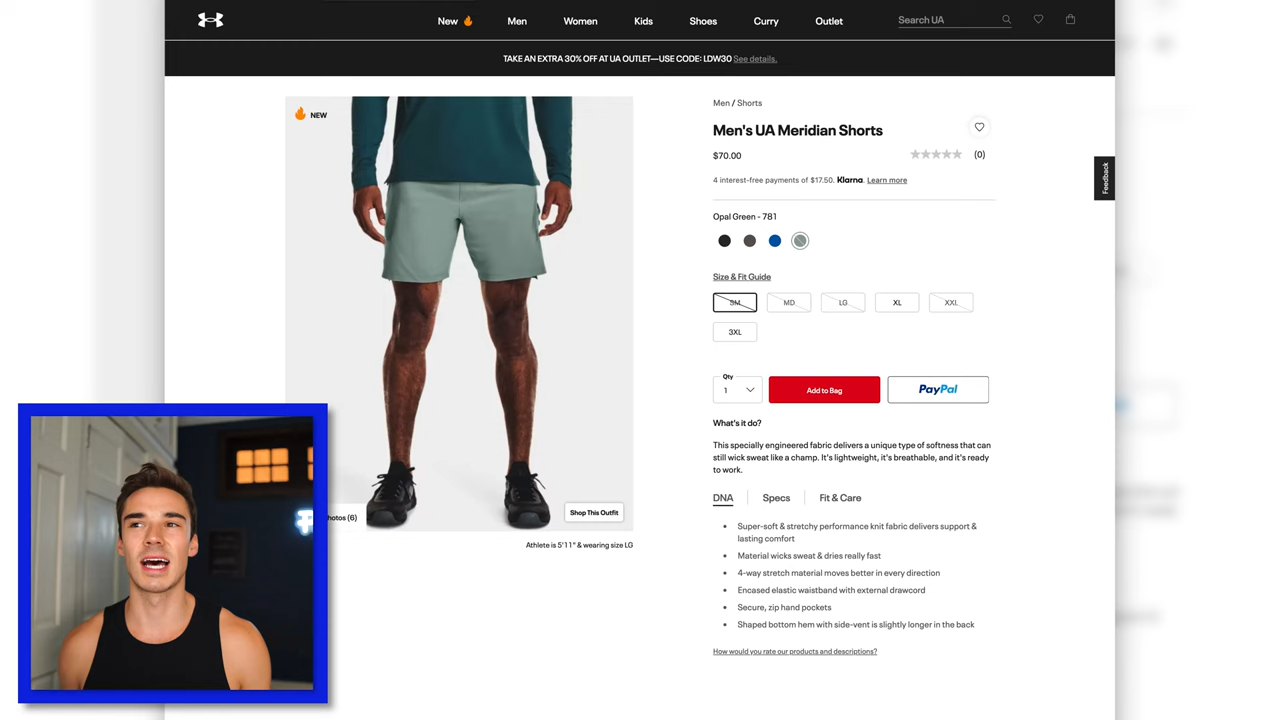 New Men Women Kids Shoes Curry Outlet Search UA
TAKE AN EXTRA 30% OFF AT UA OUTLET—USE CODE: LDW30 See details.
NEW
Men / Shorts
Men's UA Meridian Shorts
$70.00 (0)
4 interest-free payments of $17.50. Klarna. Learn more
Feedback
Opal Green - 781
Size & Fit Guide
SM MD LG XL XXL
3XL
Qty
1 Add to Bag PayPal
What's it do?
This specially engineered fabric delivers a unique type of softness that can
still wick sweat like a champ. It's lightweight, it's breathable, and it's ready
to work.
DNA Specs Fit & Care
hotos (6)
Shop This Outfit
Athlete is 5'11" & wearing size LG
Super-soft & stretchy performance knit fabric delivers support &
lasting comfort
Material wicks sweat & dries really fast
4-way stretch material moves better in every direction
Encased elastic waistband with external drawcord
Secure, zip hand pockets
Shaped bottom hem with side-vent is slightly longer in the back
How would you rate our products and descriptions?